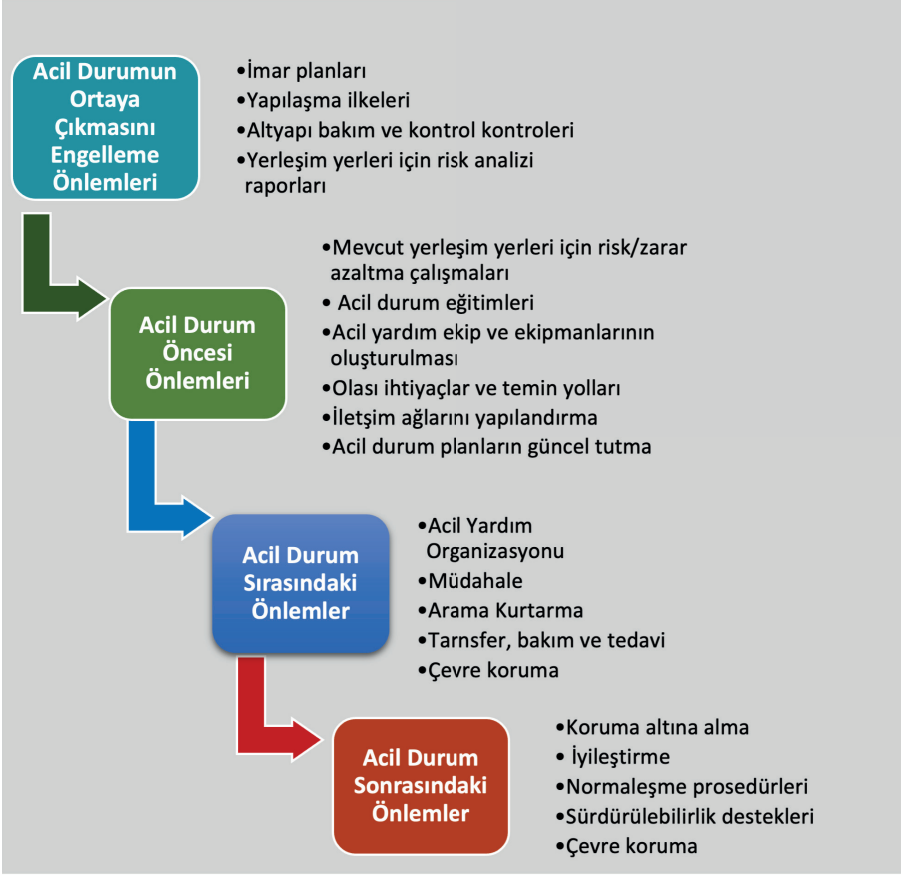 Acil Durumun
Ortaya
Çıkmasını
Engelleme
Önlemleri
•İmar planları
•Yapılaşma ilkeleri
•Altyapı bakım ve kontrol kontroleri
•Yerleşim yerleri için risk analizi
raporları
Acil Durum
Öncesi
Önlemleri
•Mevcut yerleşim yerleri için risk/zarar
azaltma çalışmaları
• Acil durum eğitimleri
•Acil yardım ekip ve ekipmanlarının
oluşturulması
•Olası ihtiyaçlar ve temin yolları
•İletşim ağlarını yapılandırma
•Acil durum planların güncel tutma
Acil Durum
Sırasındaki
Önlemler
•Acil Yardım
Organizasyonu
•Müdahale
•Arama Kurtarma
•Tarnsfer, bakım ve tedavi
•Çevre koruma
Acil Durum
Sonrasındaki
Önlemler
•Koruma altına alma
• İyileştirme
•Normaleşme prosedürleri
•Sürdürülebilirlik destekleri
•Çevre koruma